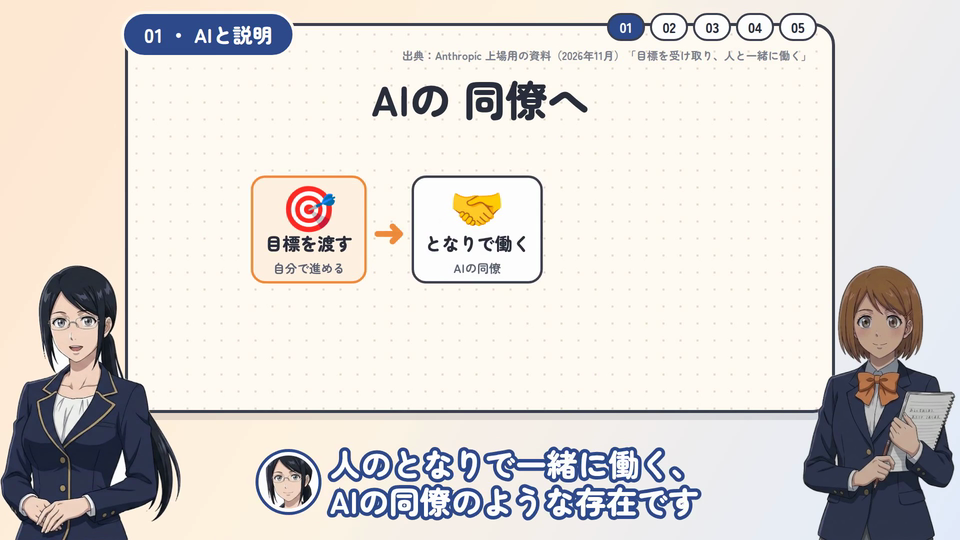 01 ・ AIと説明
01 02 03 04 05
出典：Anthropic 上場用の資料（2026年11月）「目標を受け取り、人と一緒に働く」
AIの 同僚へ
目標を渡す
自分で進める
となりで働く
AIの同僚
人のとなりで一緒に働く、
AIの同僚のような存在です